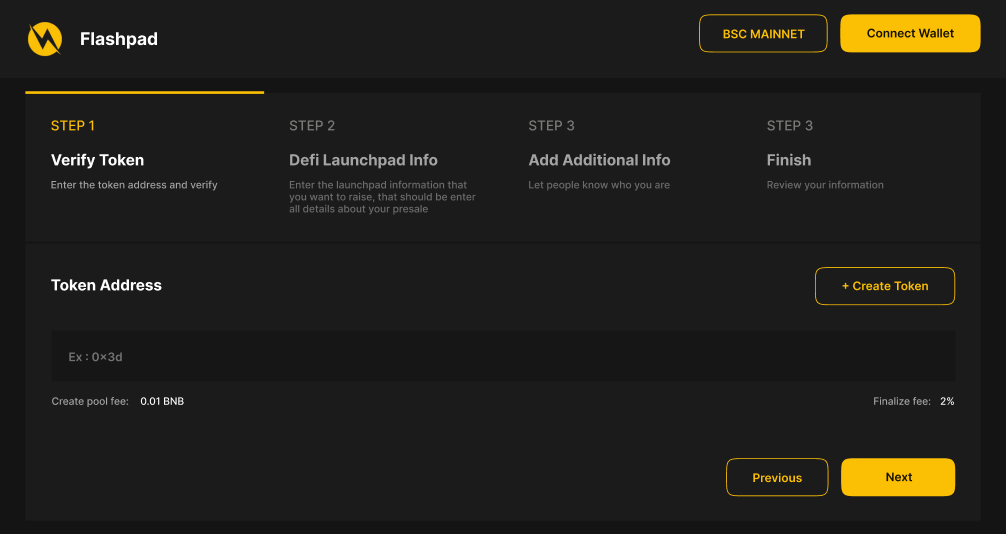 Flashpad
BSC MAINNET
Connect Wallet
STEP 1
Verify Token
Enter the token address and verify
STEP 2
Defi Launchpad Info
Enter the launchpad information that
you want to raise, that should be enter
all details about your presale
STEP 3
Add Additional Info
Let people know who you are
STEP 3
Finish
Review your information
Token Address
+ Create Token
Ex : 0x3d
Create pool fee: 0.01 BNB
Finalize fee: 2%
Previous
Next